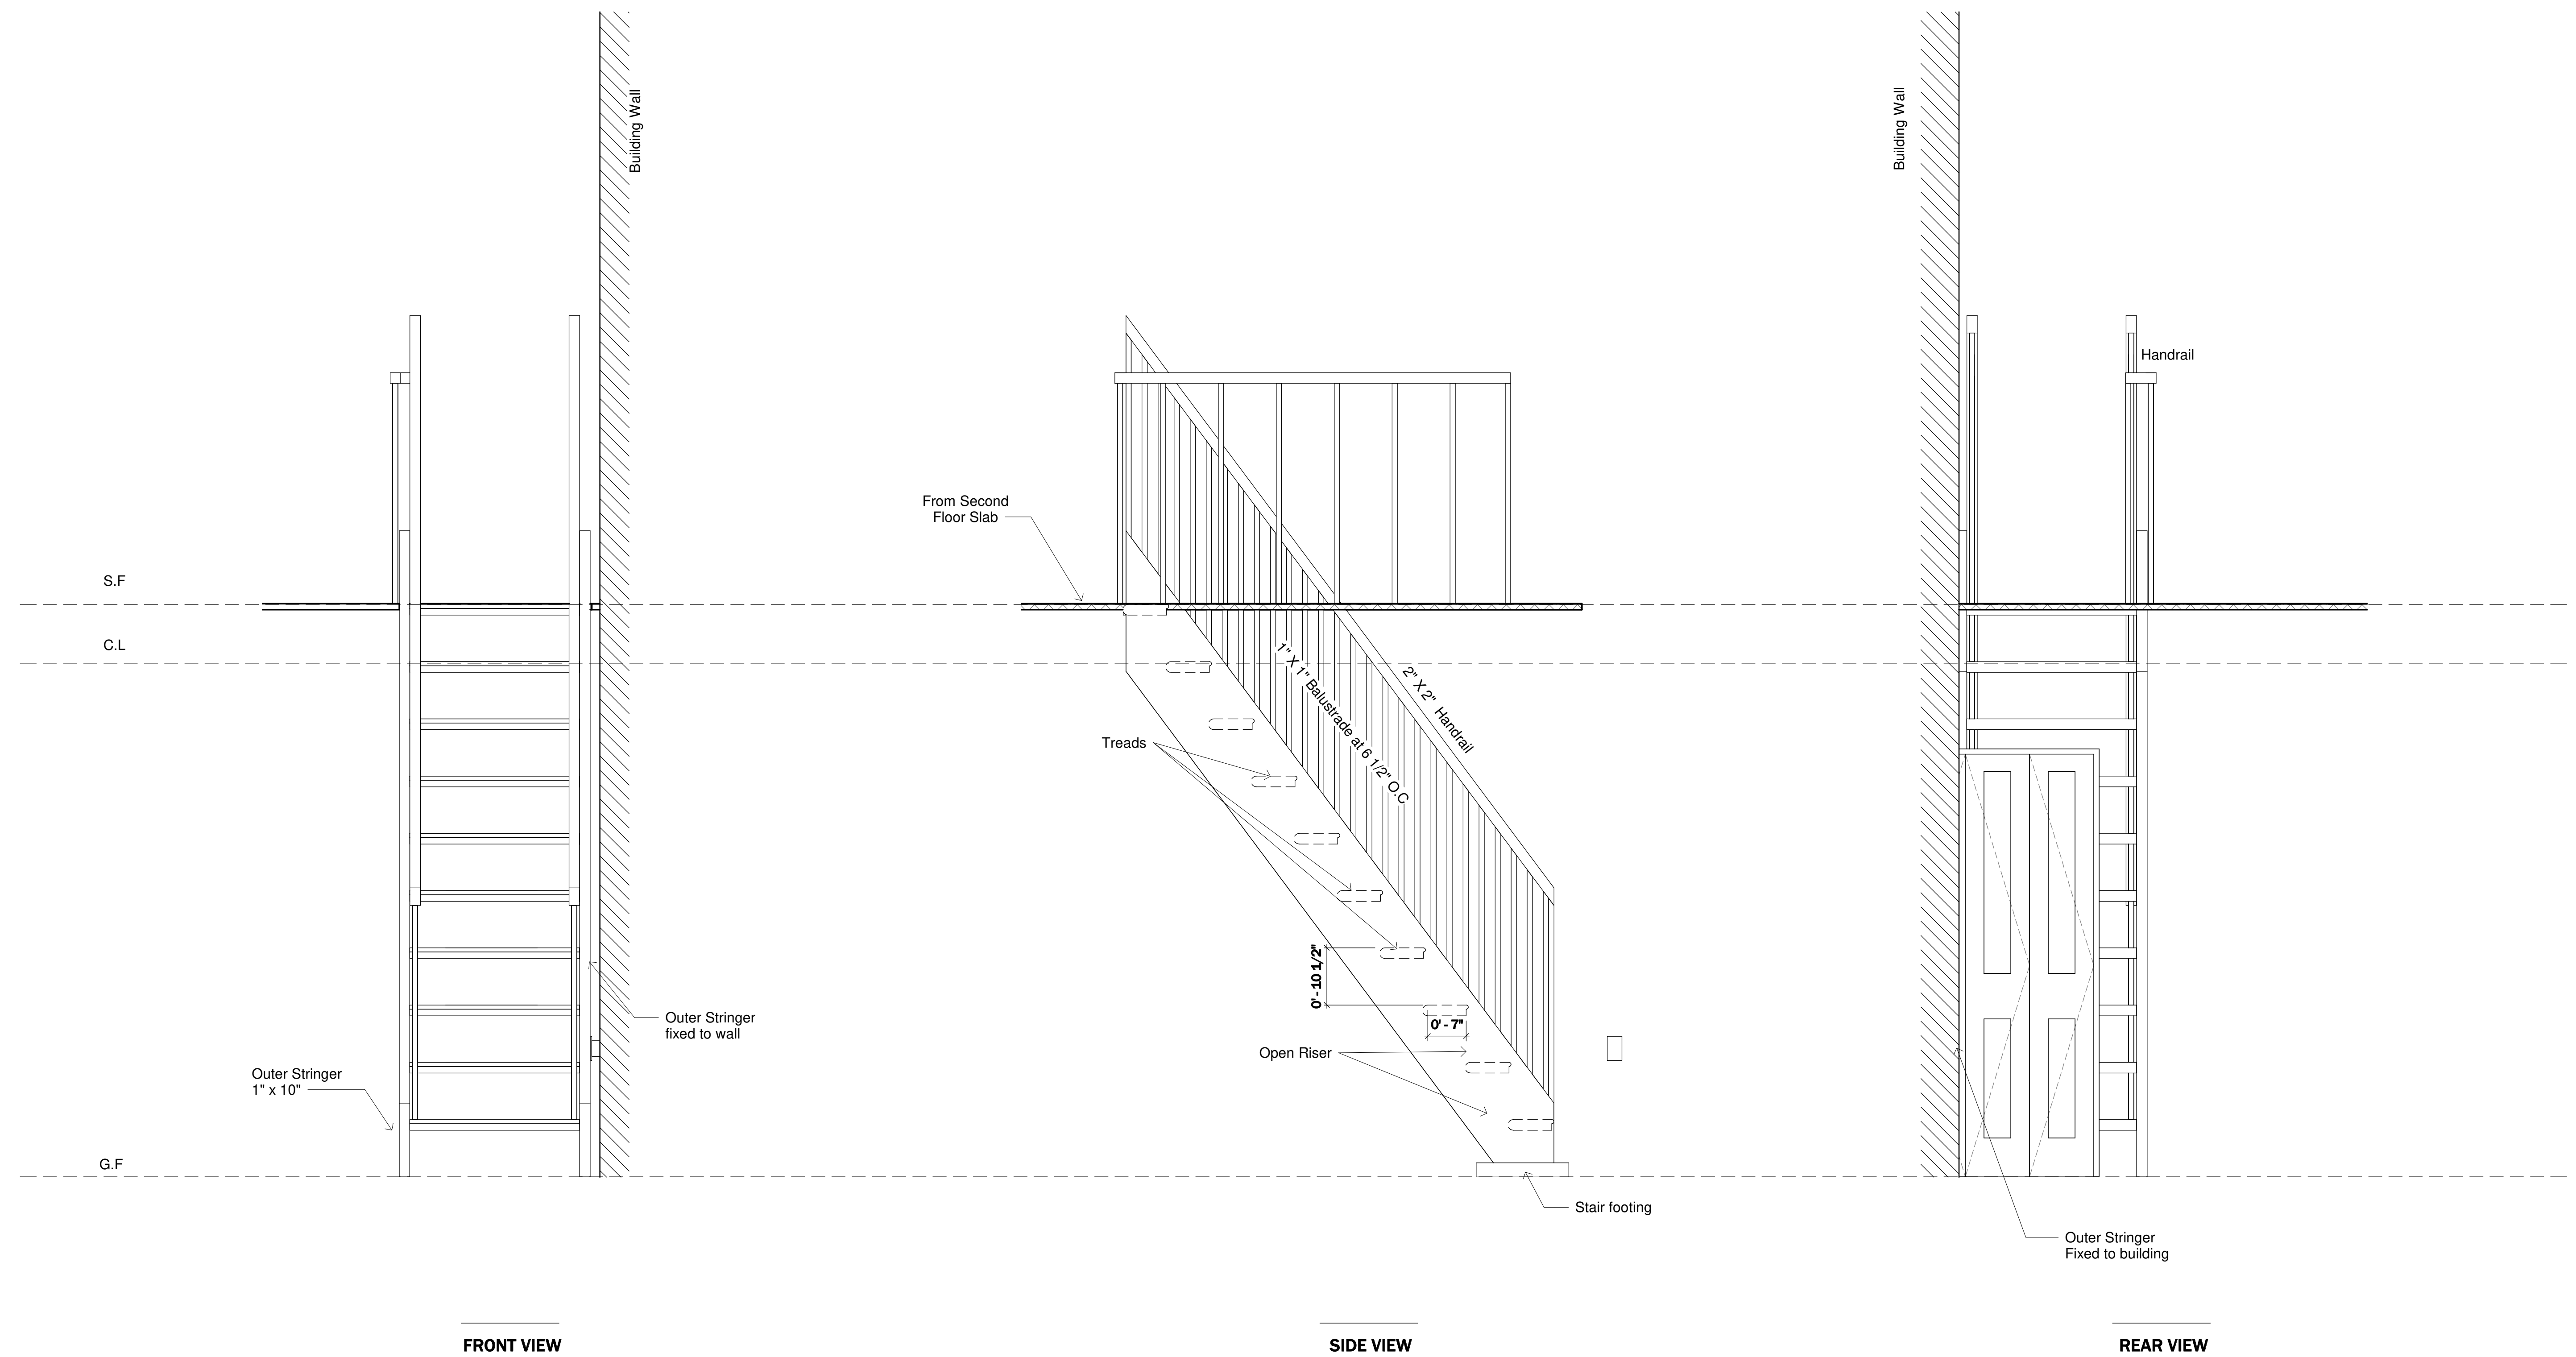 Building Wall
Building Wall
Handrail
From Second
Floor Slab
S.F
C.L
1" X 1" Balustrade at 6 1/2" O.C
2" X 2" Handrail
Treads
0' - 10 1/2"
0' - 7"
Open Riser
Outer Stringer
fixed to wall
Outer Stringer
1" x 10"
G.F
Stair footing
Outer Stringer
Fixed to building
FRONT VIEW
SIDE VIEW
REAR VIEW